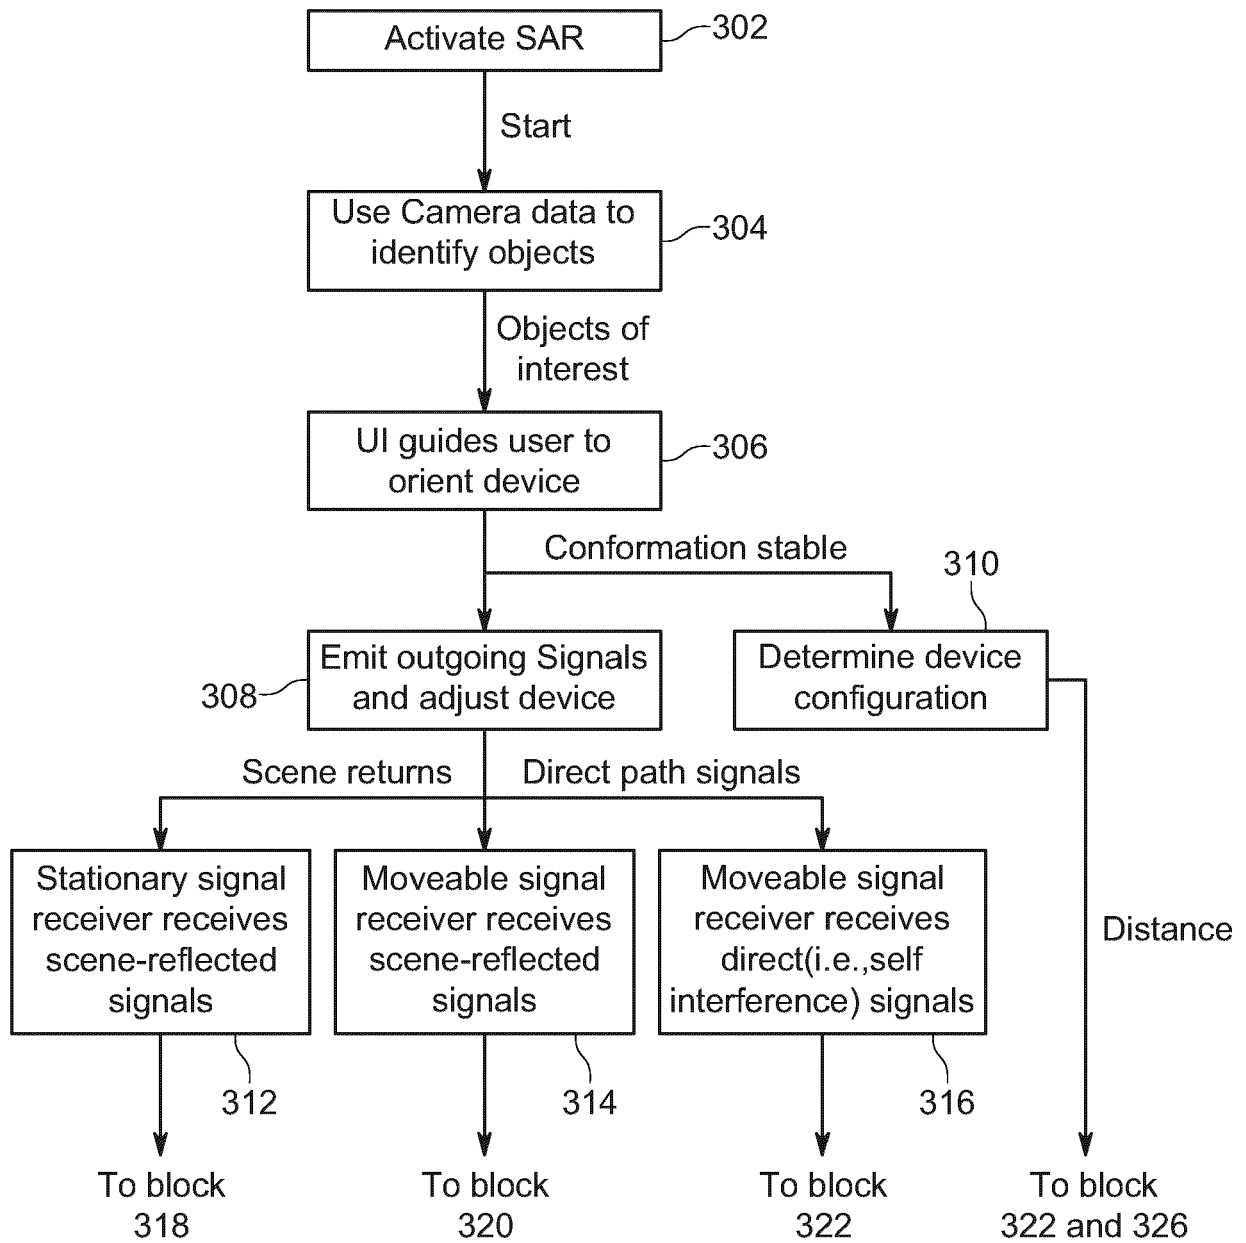 Activate SAR
302
Start
Use Camera data to
identify objects
304
Objects of
interest
UI guides user to
orient device
306
Conformation stable
310
Emit outgoing Signals
and adjust device
308
Determine device
configuration
Scene returns
Direct path signals
Stationary signal
receiver receives
scene-reflected
signals
Moveable signal
receiver receives
scene-reflected
signals
Moveable signal
receiver receives
direct(i.e.,self
interference) signals
Distance
312
314
316
To block
318
To block
320
To block
322
To block
322 and 326